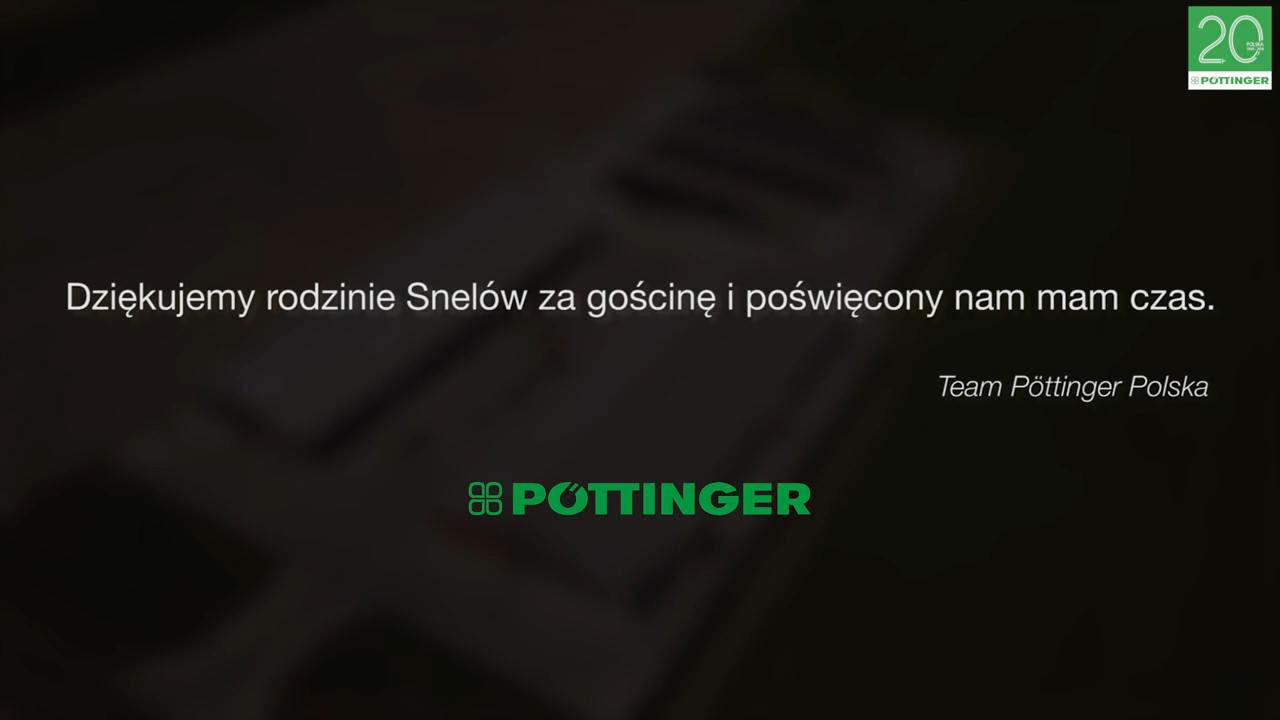 20
POLSKA
PÖTTINGER
Dziękujemy rodzinie Snelów za gościnę i poświęcony nam mam czas.
Team Pöttinger Polska
PÖTTINGER